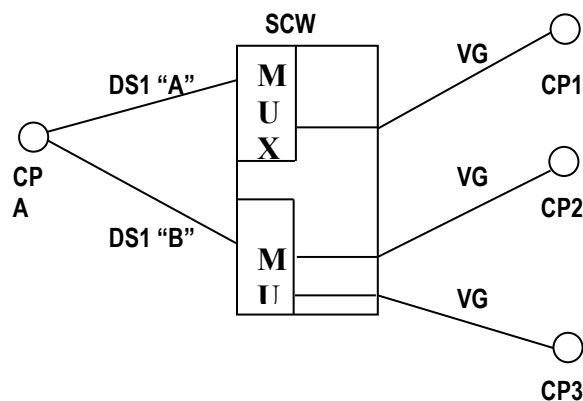 SCW
VG
DS1 “A”
M
U
X
CP1
CP
A
VG
CP2
DS1 “B”
M
U
VG
CP3